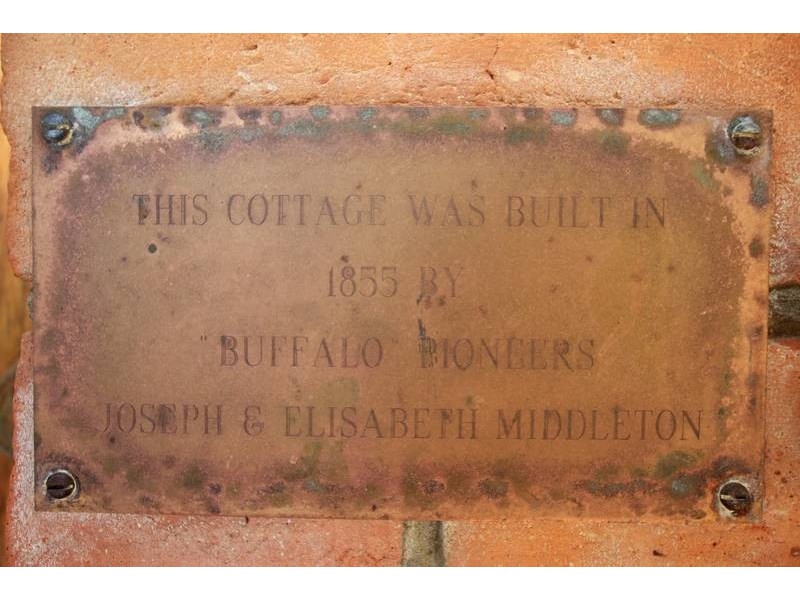 THIS COTTAGE WAS BUILT IN
1855 BY
"BUFFALO" PIONEERS
JOSEPH & ELISABETH MIDDLETON